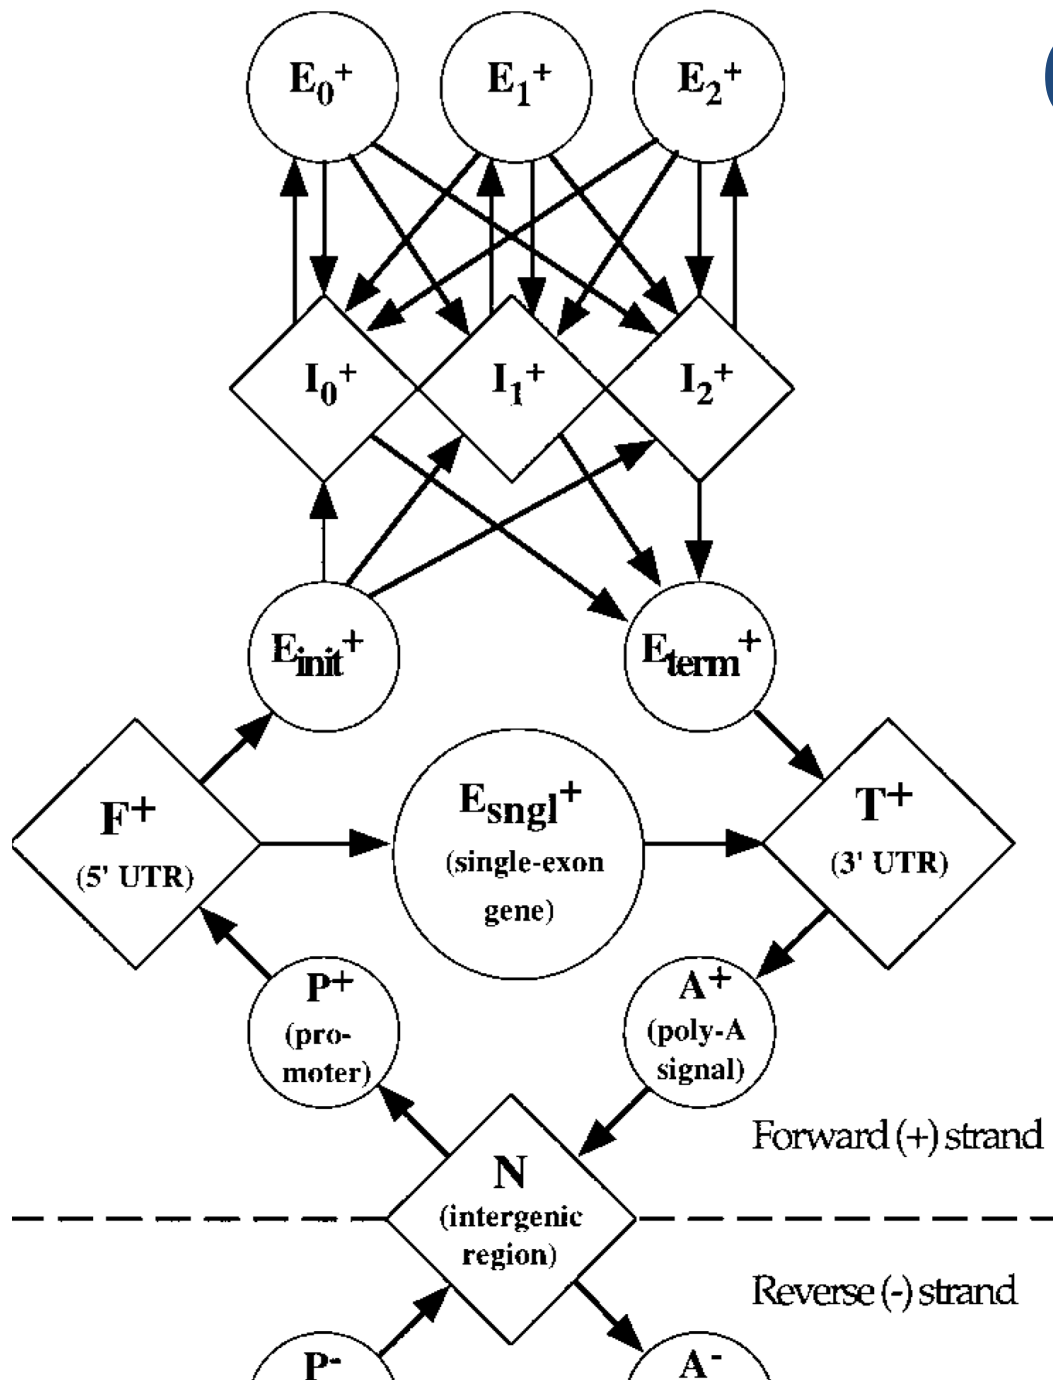 E0+ E1+ E2+
I0+ I1+ I2+
Einit+ Eterm+
F+
(5' UTR)
Esngl+
(single-exon
gene)
T+
(3' UTR)
P+
(pro-
moter)
A+
(poly-A
signal)
Forward (+) strand
N
(intergenic
region)
Reverse (-) strand
P- A-